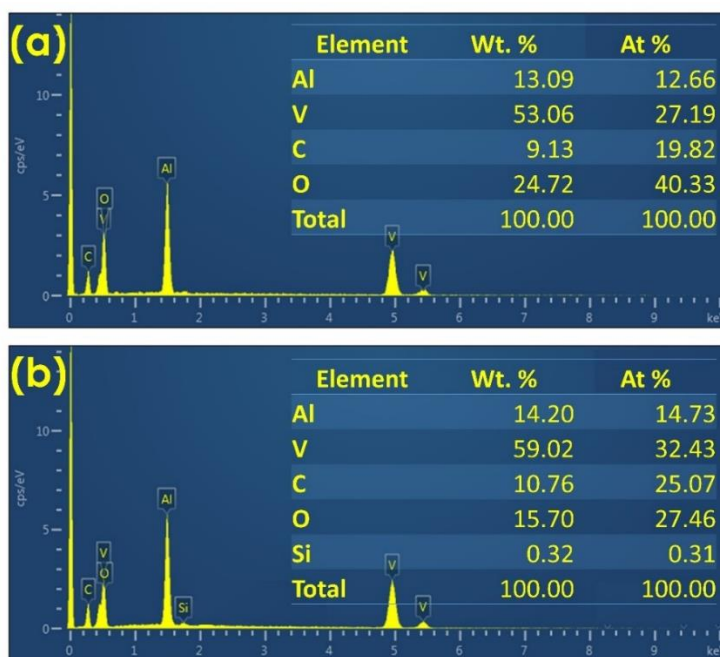 (a)
Element Wt. % At %
Al 13.09 12.66
V 53.06 27.19
C 9.13 19.82
O 24.72 40.33
Total 100.00 100.00
cps/eV
10
5
0
C
O
V
Al
V
V
0 1 2 3 4 5 6 7 8 9 ke
(b)
Element Wt. % At %
Al 14.20 14.73
V 59.02 32.43
C 10.76 25.07
O 15.70 27.46
Si 0.32 0.31
Total 100.00 100.00
cps/eV
10
5
0
C
V
O
Al
Si
V
V
0 1 2 3 4 5 6 7 8 9 ke